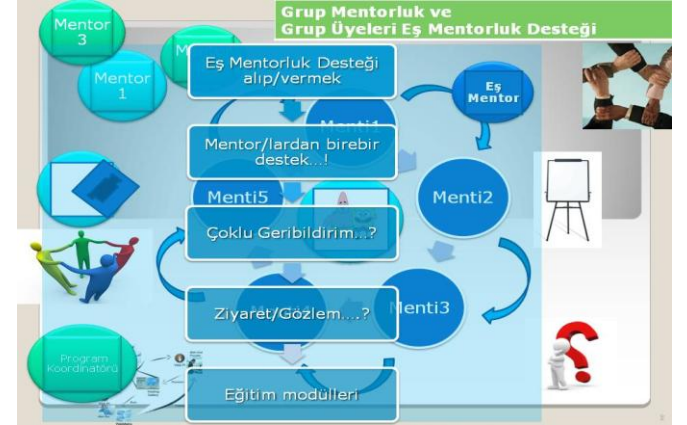 Grup Mentorluk ve
Grup Üyeleri Eş Mentorluk Desteği
Mentor
3
Mentor
1
Eş Mentorluk Desteği
alıp/vermek
Eş
Mentor
Menti1
Mentor/lardan birebir
destek...!
Menti5
Menti2
Çoklu Geribildirim...?
Ziyaret/Gözlem....?
Menti3
Program
Koordinatörü
Eğitim modülleri